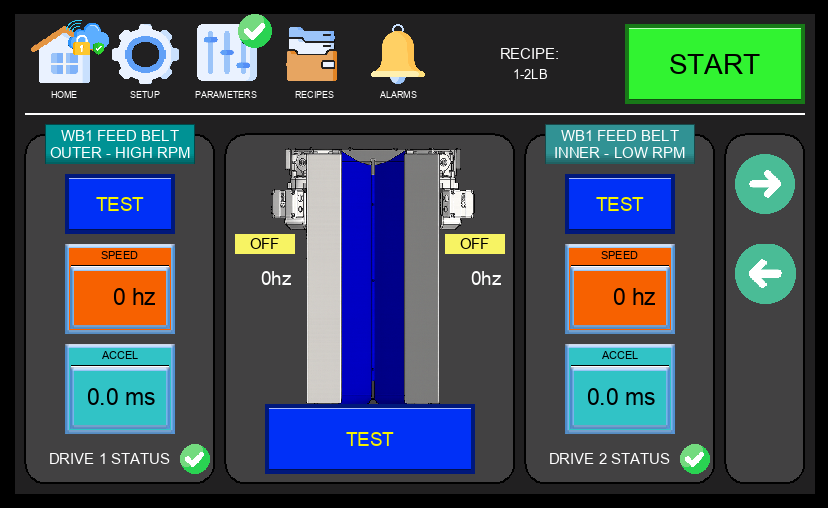 HOME
SETUP
PARAMETERS
RECIPES
ALARMS
RECIPE:
1-2LB
START
WB1 FEED BELT
OUTER - HIGH RPM
TEST
SPEED
0 hz
ACCEL
0.0 ms
DRIVE 1 STATUS
OFF
0hz
OFF
0hz
TEST
WB1 FEED BELT
INNER - LOW RPM
TEST
SPEED
0 hz
ACCEL
0.0 ms
DRIVE 2 STATUS